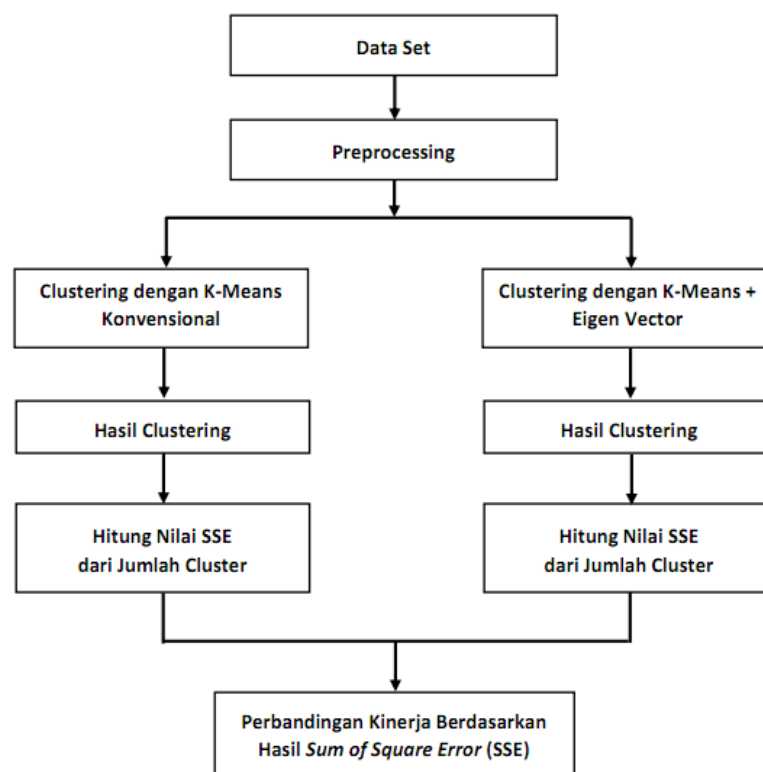 Data Set
Preprocessing
Clustering dengan K-Means
Konvensional
Hasil Clustering
Hitung Nilai SSE
dari Jumlah Cluster
Clustering dengan K-Means +
Eigen Vector
Hasil Clustering
Hitung Nilai SSE
dari Jumlah Cluster
Perbandingan Kinerja Berdasarkan
Hasil Sum of Square Error (SSE)